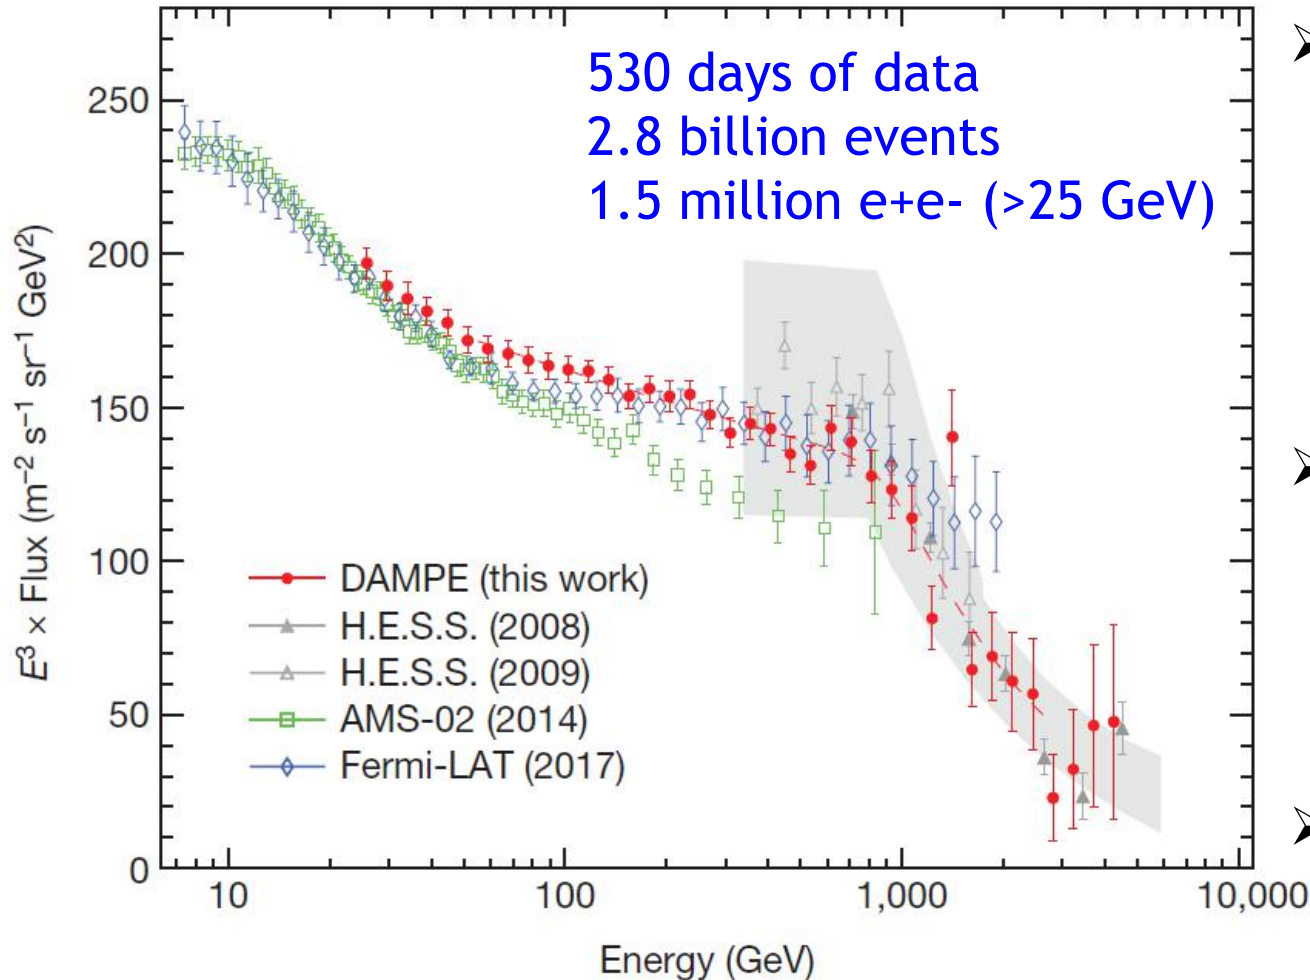 530 days of data
2.8 billion events
1.5 million e+e- (>25 GeV)
E³ × Flux (m⁻² s⁻¹ sr⁻¹ GeV²)
250
200
150
100
50
0
DAMPE (this work)
H.E.S.S. (2008)
H.E.S.S. (2009)
AMS-02 (2014)
Fermi-LAT (2017)
10
100
1,000
10,000
Energy (GeV)